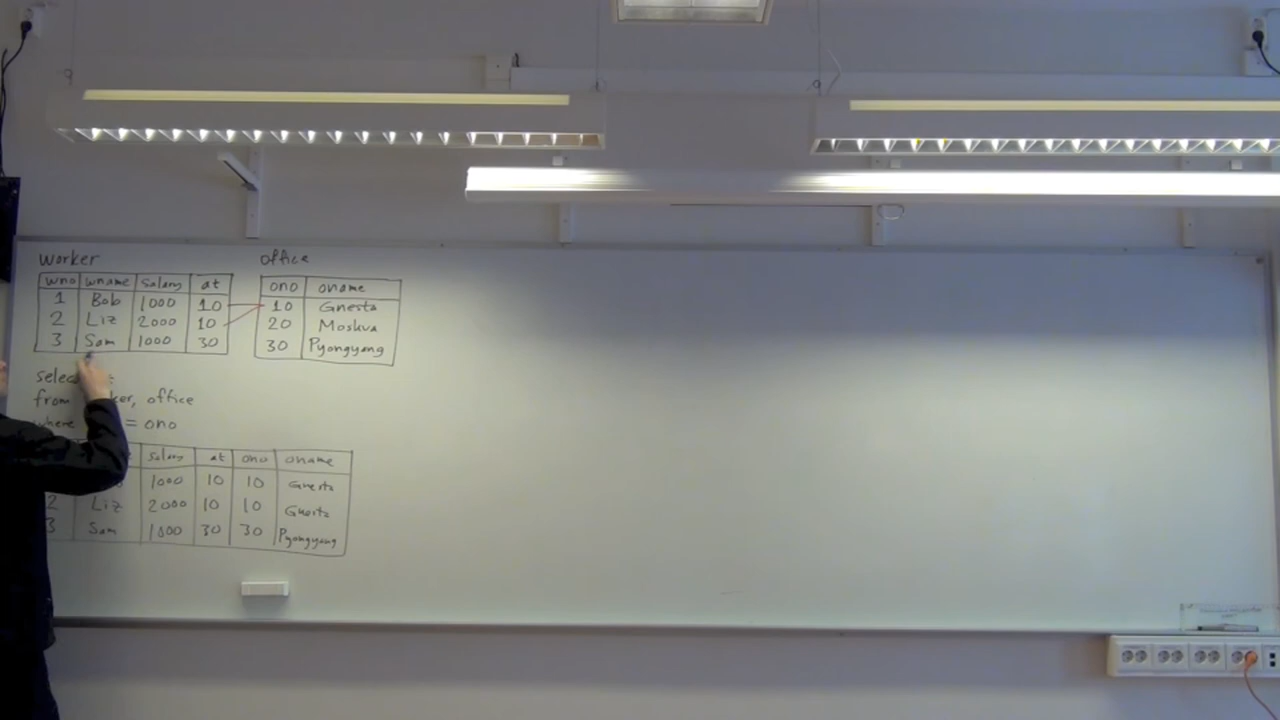 worker
wno wname salary at
1 Bob 1000 10
2 Liz 2000 10
3 Sam 1000 30
office
ono oname
10 Gnesta
20 Moskva
30 Pyongyang
from office
where = ono
salary at ono oname
1000 10 10 Gnesta
2 Liz 2000 10 10 Gnesta
3 Sam 1000 30 30 Pyongyang